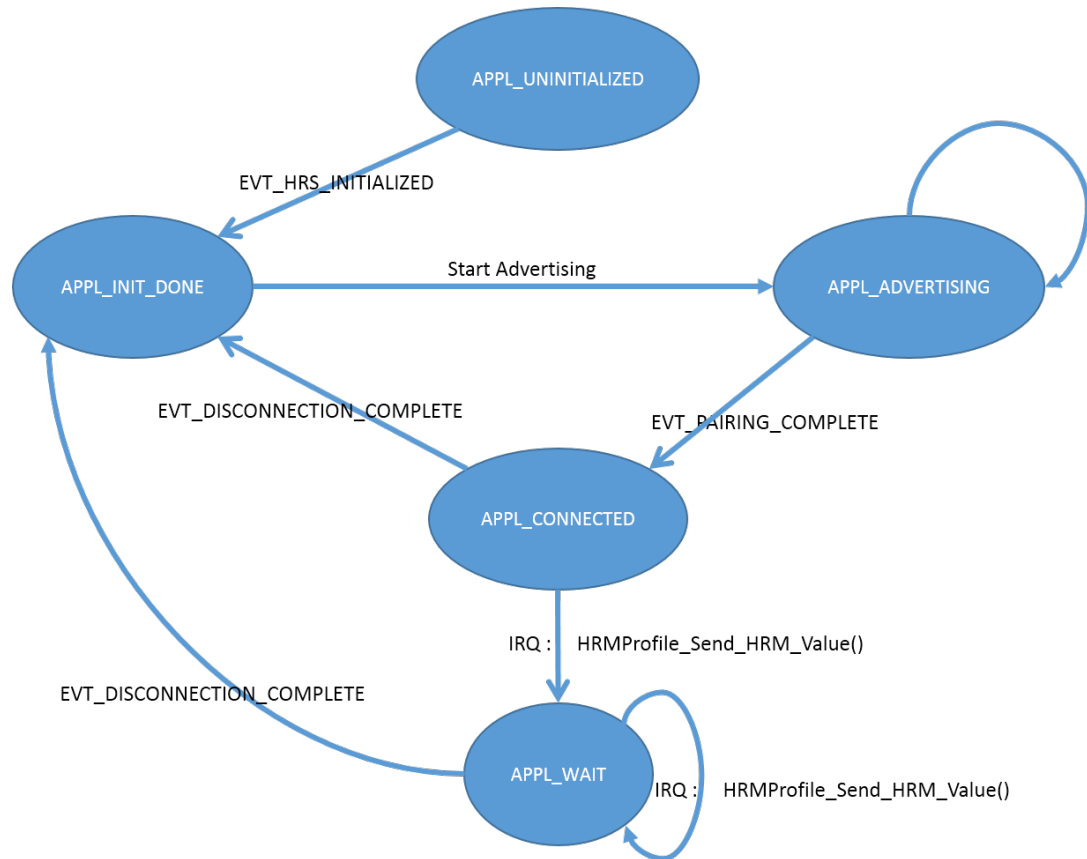 APPL_UNINITIALIZED
EVT_HRS_INITIALIZED
APPL_INIT_DONE
Start Advertising
APPL_ADVERTISING
EVT_DISCONNECTION_COMPLETE
EVT_PAIRING_COMPLETE
APPL_CONNECTED
IRQ : HRMProfile_Send_HRM_Value()
EVT_DISCONNECTION_COMPLETE
APPL_WAIT
IRQ : HRMProfile_Send_HRM_Value()